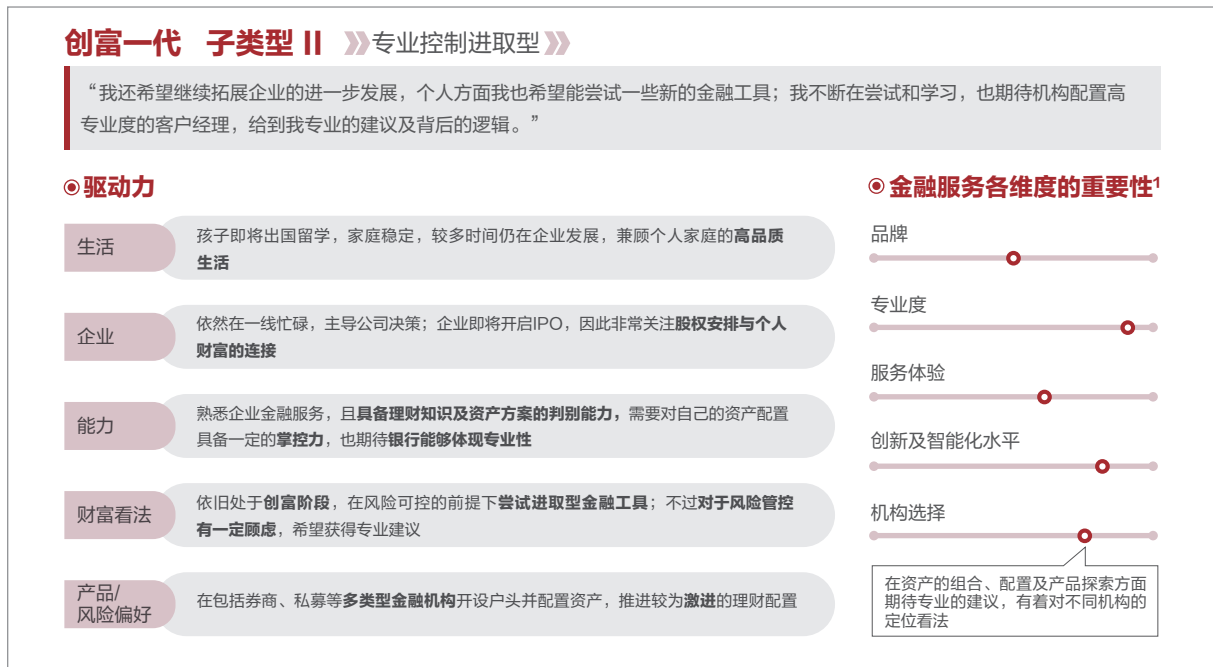 创富一代 子类型 II 专业控制进取型
“我还希望继续拓展企业的进一步发展，个人方面我也希望能尝试一些新的金融工具；我不断在尝试和学习，也期待机构配置高
专业度的客户经理，给到我专业的建议及背后的逻辑。”
驱动力
生活
孩子即将出国留学，家庭稳定，较多时间仍在企业发展，兼顾个人家庭的高品质
生活
企业
依然在一线忙碌，主导公司决策；企业即将开启IPO，因此非常关注股权安排与个人
财富的连接
能力
熟悉企业金融服务，且具备理财知识及资产方案的判别能力，需要对自己的资产配置
具备一定的掌控力，也期待银行能够体现专业性
财富看法
依旧处于创富阶段，在风险可控的前提下尝试进取型金融工具；不过对于风险管控
有一定顾虑，希望获得专业建议
产品/
风险偏好
在包括券商、私募等多类型金融机构开设户头并配置资产，推进较为激进的理财配置
金融服务各维度的重要性1
品牌
专业度
服务体验
创新及智能化水平
机构选择
在资产的组合、配置及产品探索方面
期待专业的建议，有着对不同机构的
定位看法